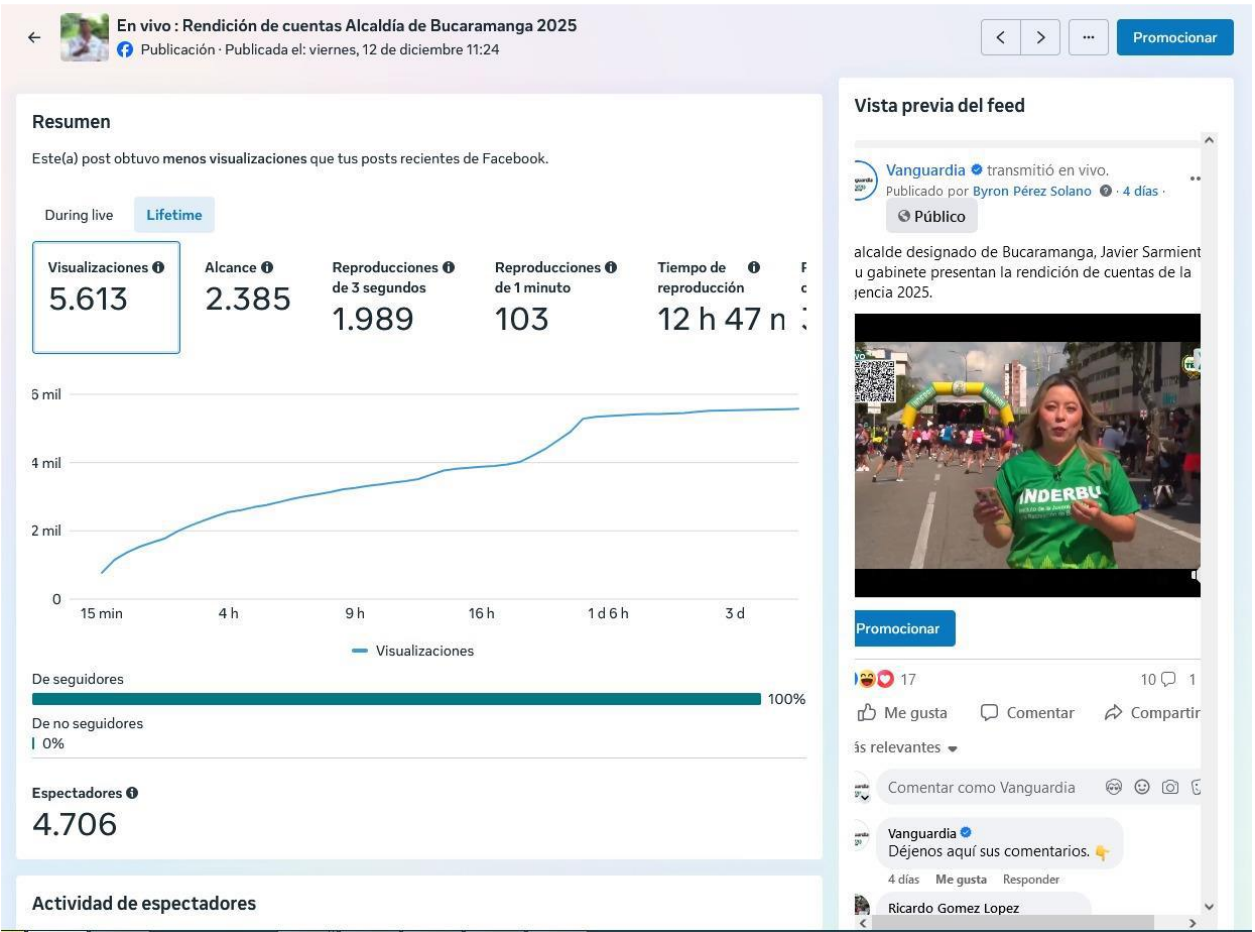 En vivo : Rendición de cuentas Alcaldía de Bucaramanga 2025
Publicación · Publicada el: viernes, 12 de diciembre 11:24
Promocionar
Resumen
Este(a) post obtuvo menos visualizaciones que tus posts recientes de Facebook.
During live Lifetime
Visualizaciones
5.613
Alcance
2.385
Reproducciones
de 3 segundos
1.989
Reproducciones
de 1 minuto
103
Tiempo de
reproducción
12 h 47
6 mil
4 mil
2 mil
0
15 min 4 h 9 h 16 h 1 d 6 h 3 d
Visualizaciones
De seguidores
100%
De no seguidores
0%
Espectadores
4.706
Actividad de espectadores
Vista previa del feed
Vanguardia transmitió en vivo.
Publicado por Byron Pérez Solano · 4 días ·
Público
alcalde designado de Bucaramanga, Javier Sarmient
u gabinete presentan la rendición de cuentas de la
gencia 2025.
INDERBU
Promocionar
17 10 1
Me gusta Comentar Compartir
ás relevantes
Comentar como Vanguardia
Vanguardia
Déjenos aquí sus comentarios. 👇
4 días Me gusta Responder
Ricardo Gomez Lopez